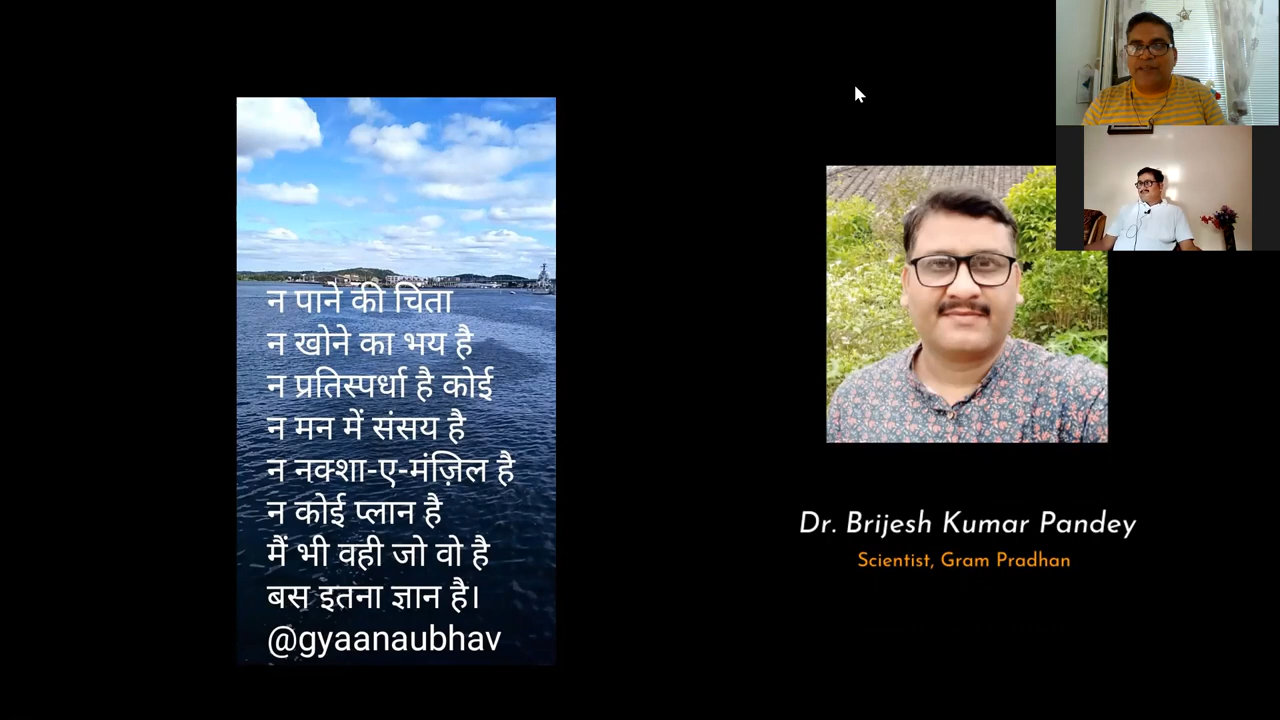 न पाने की चिंता
न खोने का भय है
न प्रतिस्पर्धा है कोई
न मन में संसय है
न नक्शा-ए-मंज़िल है
न कोई प्लान है
मैं भी वही जो वो है
बस इतना ज्ञान है।
@gyaanaubhav
Dr. Brijesh Kumar Pandey
Scientist, Gram Pradhan